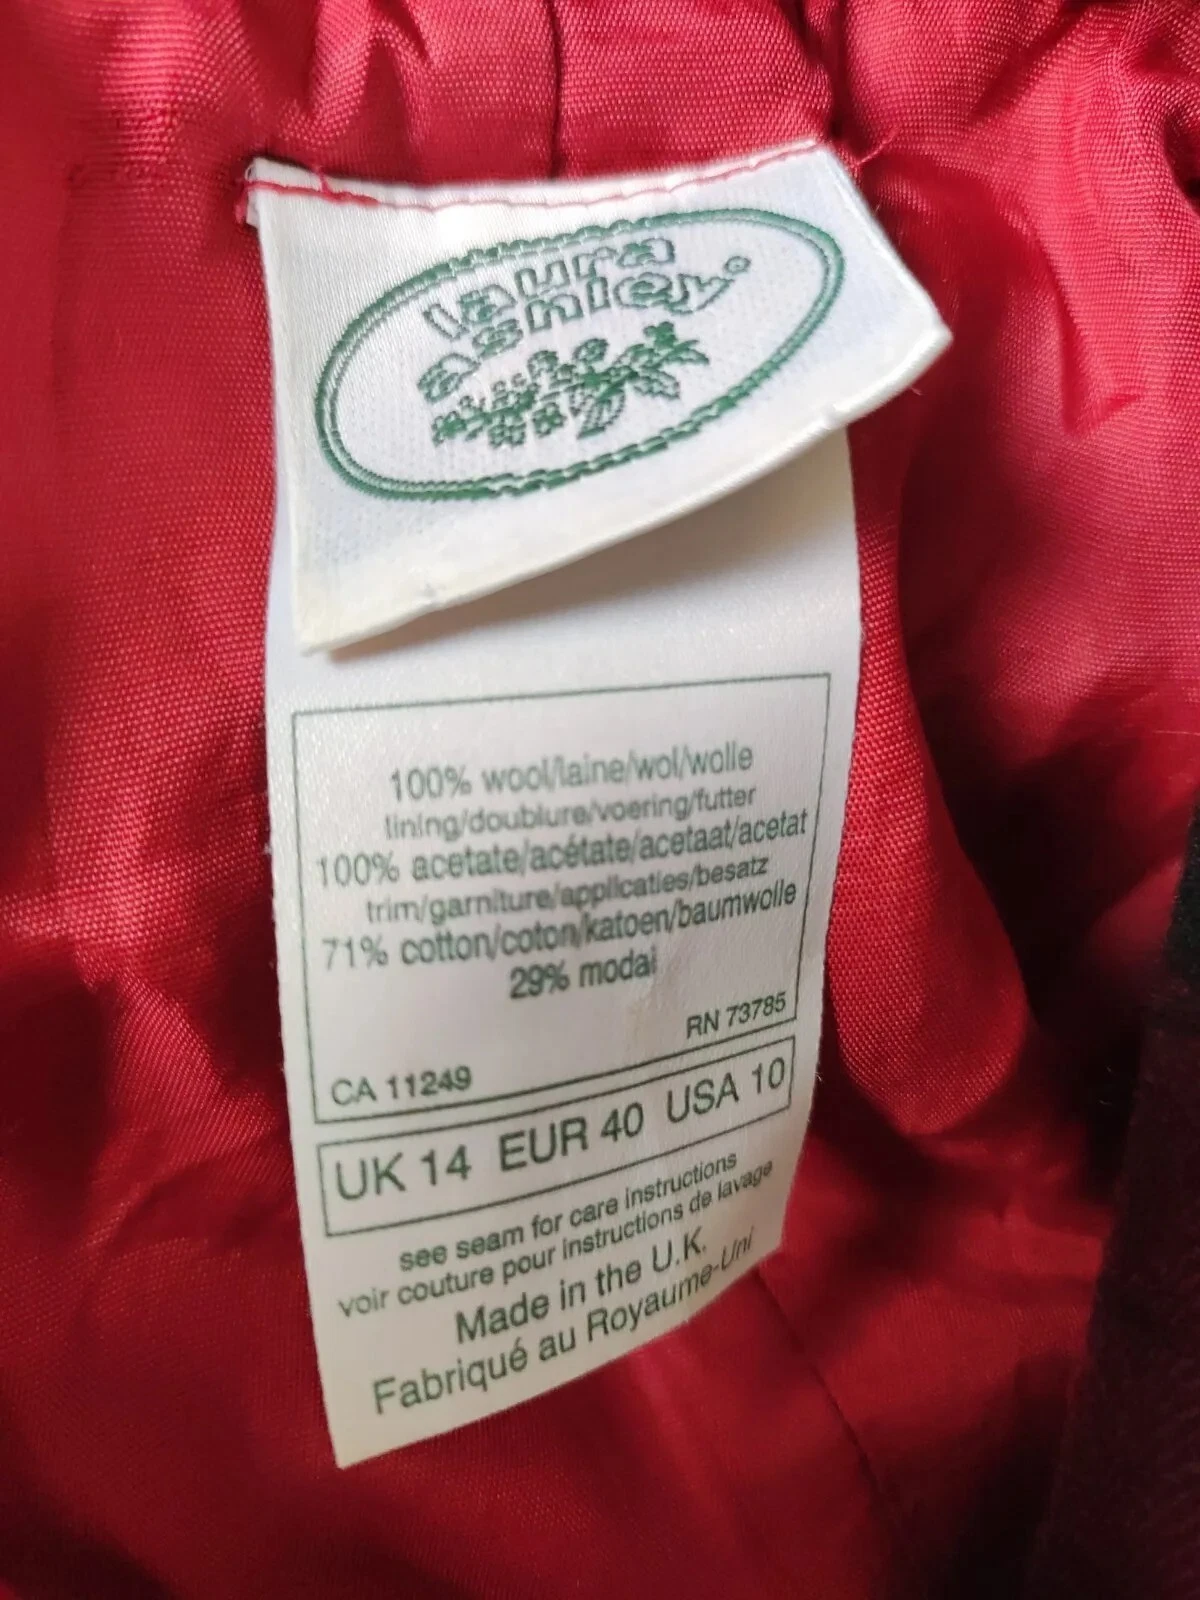 laura
ashley®
100% wool/laine/wol/wolle
lining/doublure/voering/futter
100% acetate/acétate/acetaat/acetat
trim/garniture/applicaties/besatz
71% cotton/coton/katoen/baumwolle
29% modal
RN 73785
CA 11249
UK 14 EUR 40 USA 10
see seam for care instructions
voir couture pour instructions de lavage
Made in the U.K.
Fabriqué au Royaume-Uni